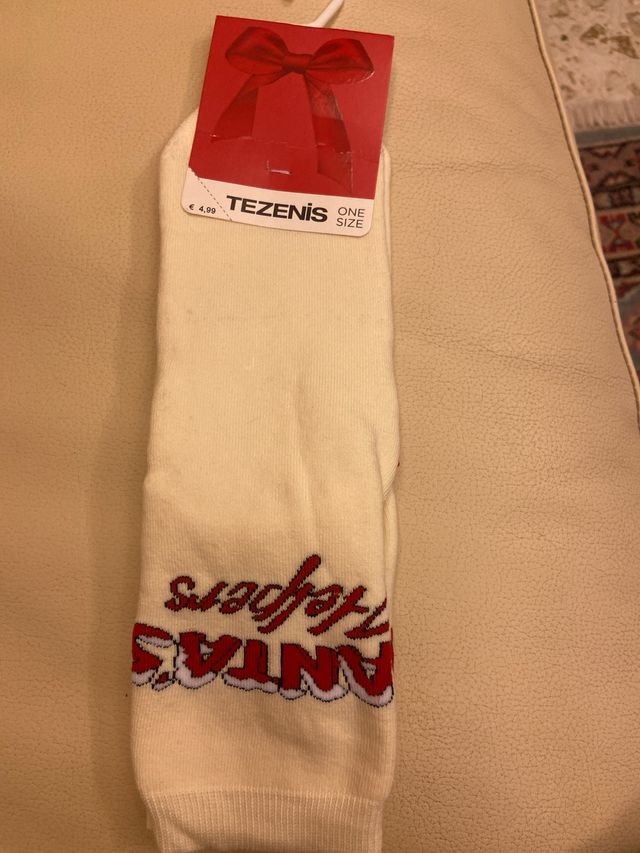 € 4,99
TEZENIS
ONE
SIZE
ANTA'S
Helpers